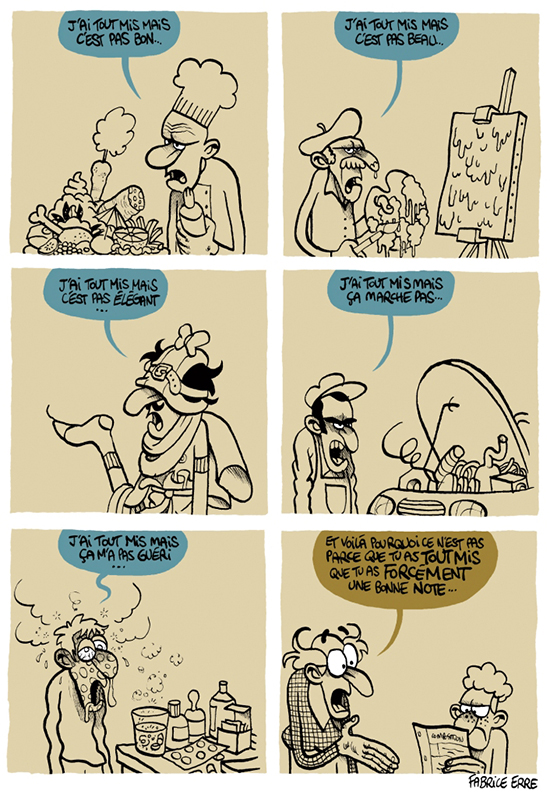 J'AI TOUT MIS MAIS
C'EST PAS BON...
J'AI TOUT MIS MAIS
C'EST PAS BEAU...
J'AI TOUT MIS MAIS
C'EST PAS ÉLÉGANT
...
J'AI TOUT MIS MAIS
ÇA MARCHE PAS...
J'AI TOUT MIS MAIS
ÇA M'A PAS GUÉRI
...
ET VOILÀ POURQUOI CE N'EST PAS
PARCE QUE TU AS TOUT MIS
QUE TU AS FORCÉMENT
UNE BONNE NOTE...
FABRICE ERRE